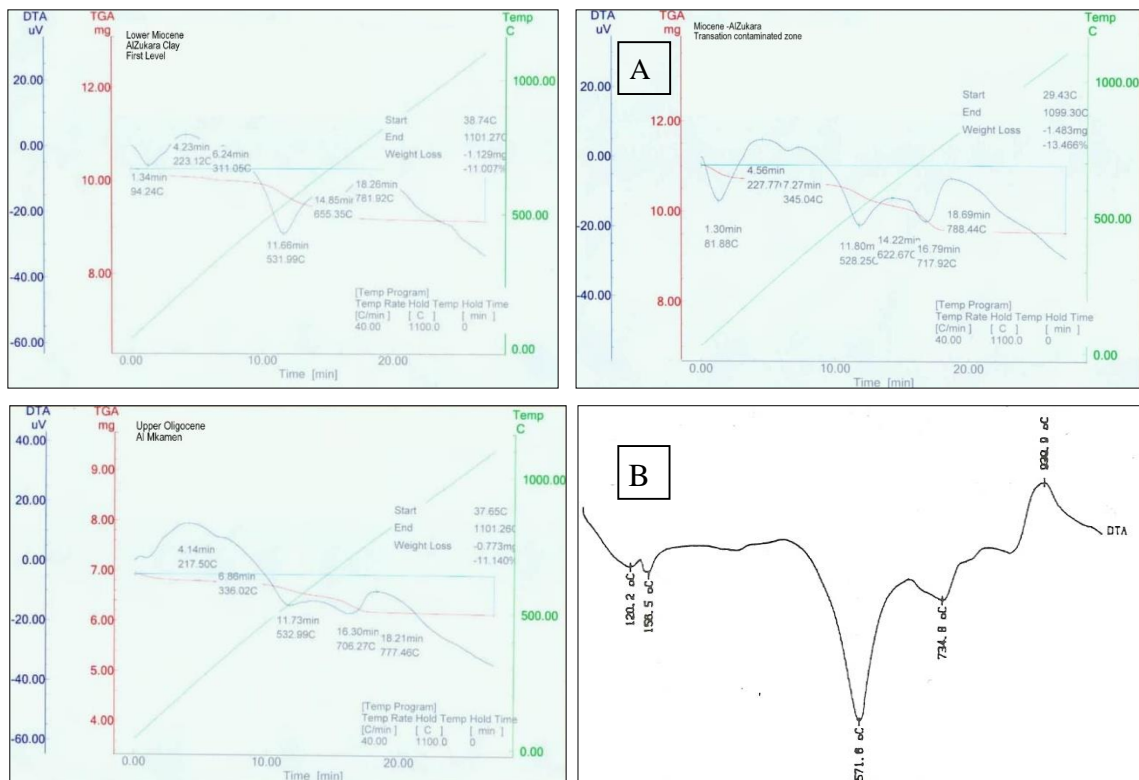 DTA TGA Temp
uV mg C
Lower Miocene
AlZukara Clay
First Level
1000.00
20.00
12.00
Start 38.74C
End 1101.27C
Weight Loss -1.129mg
-11.007%
0.00
4.23min
223.12C
6.24min
311.05C
10.00
1.34min
94.24C
18.26min
781.92C
14.85min
655.35C
500.00
-20.00
11.66min
531.99C
8.00
-40.00
[Temp Program]
Temp Rate Hold Temp Hold Time
[C/min ] [ C ] [ min ]
40.00 1100.0 0
-60.00
0.00
0.00 10.00 20.00
Time [min]
DTA TGA Temp
uV mg C
Miocene -AlZukara
Transation contaminated zone
A
1000.00
20.00
Start 29.43C
End 1099.30C
Weight Loss -1.483mg
-13.466%
12.00
0.00
4.56min
227.77C
7.27min
345.04C
500.00
-20.00
10.00
1.30min
81.88C
18.69min
788.44C
14.22min
622.67C
11.80min
528.25C
16.79min
717.92C
-40.00
8.00
[Temp Program]
Temp Rate Hold Temp Hold Time
[C/min ] [ C ] [ min ]
40.00 1100.0 0
0.00
0.00 10.00 20.00
Time [min]
DTA TGA Temp
uV mg C
Upper Oligocene
Al Mkamen
40.00
9.00
1000.00
20.00
Start 37.65C
End 1101.26C
Weight Loss -0.773mg
-11.140%
8.00
0.00
4.14min
217.50C
7.00
6.86min
336.02C
500.00
-20.00
6.00
11.73min
532.99C
16.30min
706.27C
18.21min
777.46C
5.00
-40.00
4.00
[Temp Program]
Temp Rate Hold Temp Hold Time
[C/min ] [ C ] [ min ]
40.00 1100.0 0
-60.00
0.00
0.00 10.00 20.00
Time [min]
B
DTA
120.2 oC
158.5 oC
571.6 oC
734.8 oC